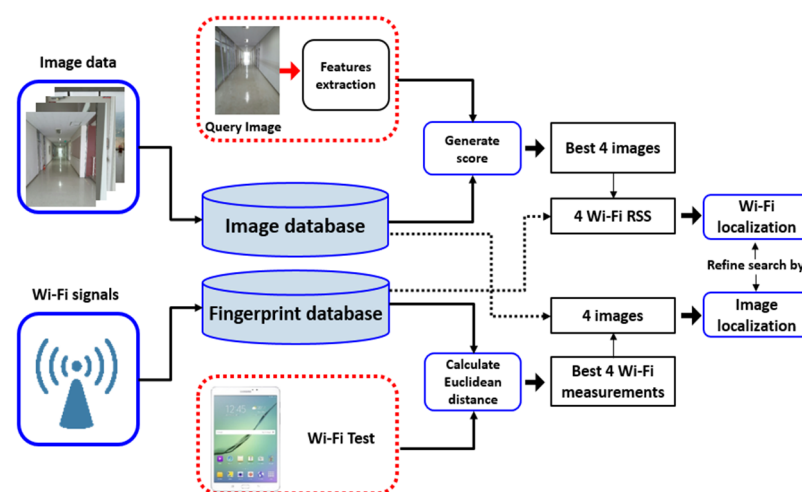 Image data
Query Image
Features
extraction
Generate
score
Best 4 images
4 Wi-Fi RSS
Wi-Fi
localization
Image database
Refine search by
Wi-Fi signals
Fingerprint database
4 images
Image
localization
Calculate
Euclidean
distance
Best 4 Wi-Fi
measurements
Wi-Fi Test